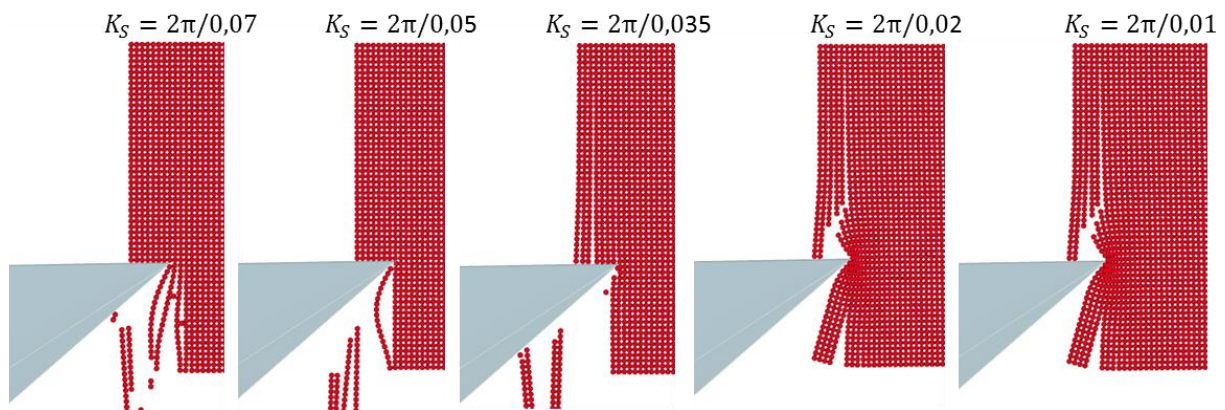 K_S = 2π/0,07
K_S = 2π/0,05
K_S = 2π/0,035
K_S = 2π/0,02
K_S = 2π/0,01